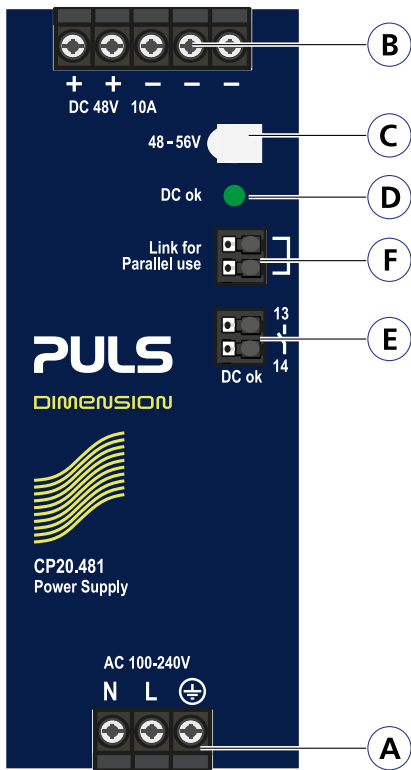 B
+ + − − −
DC 48V 10A
48–56V
C
DC ok
D
Link for
Parallel use
F
13
14
E
DC ok
PULS
DIMENSION
CP20.481
Power Supply
AC 100-240V
N L
A